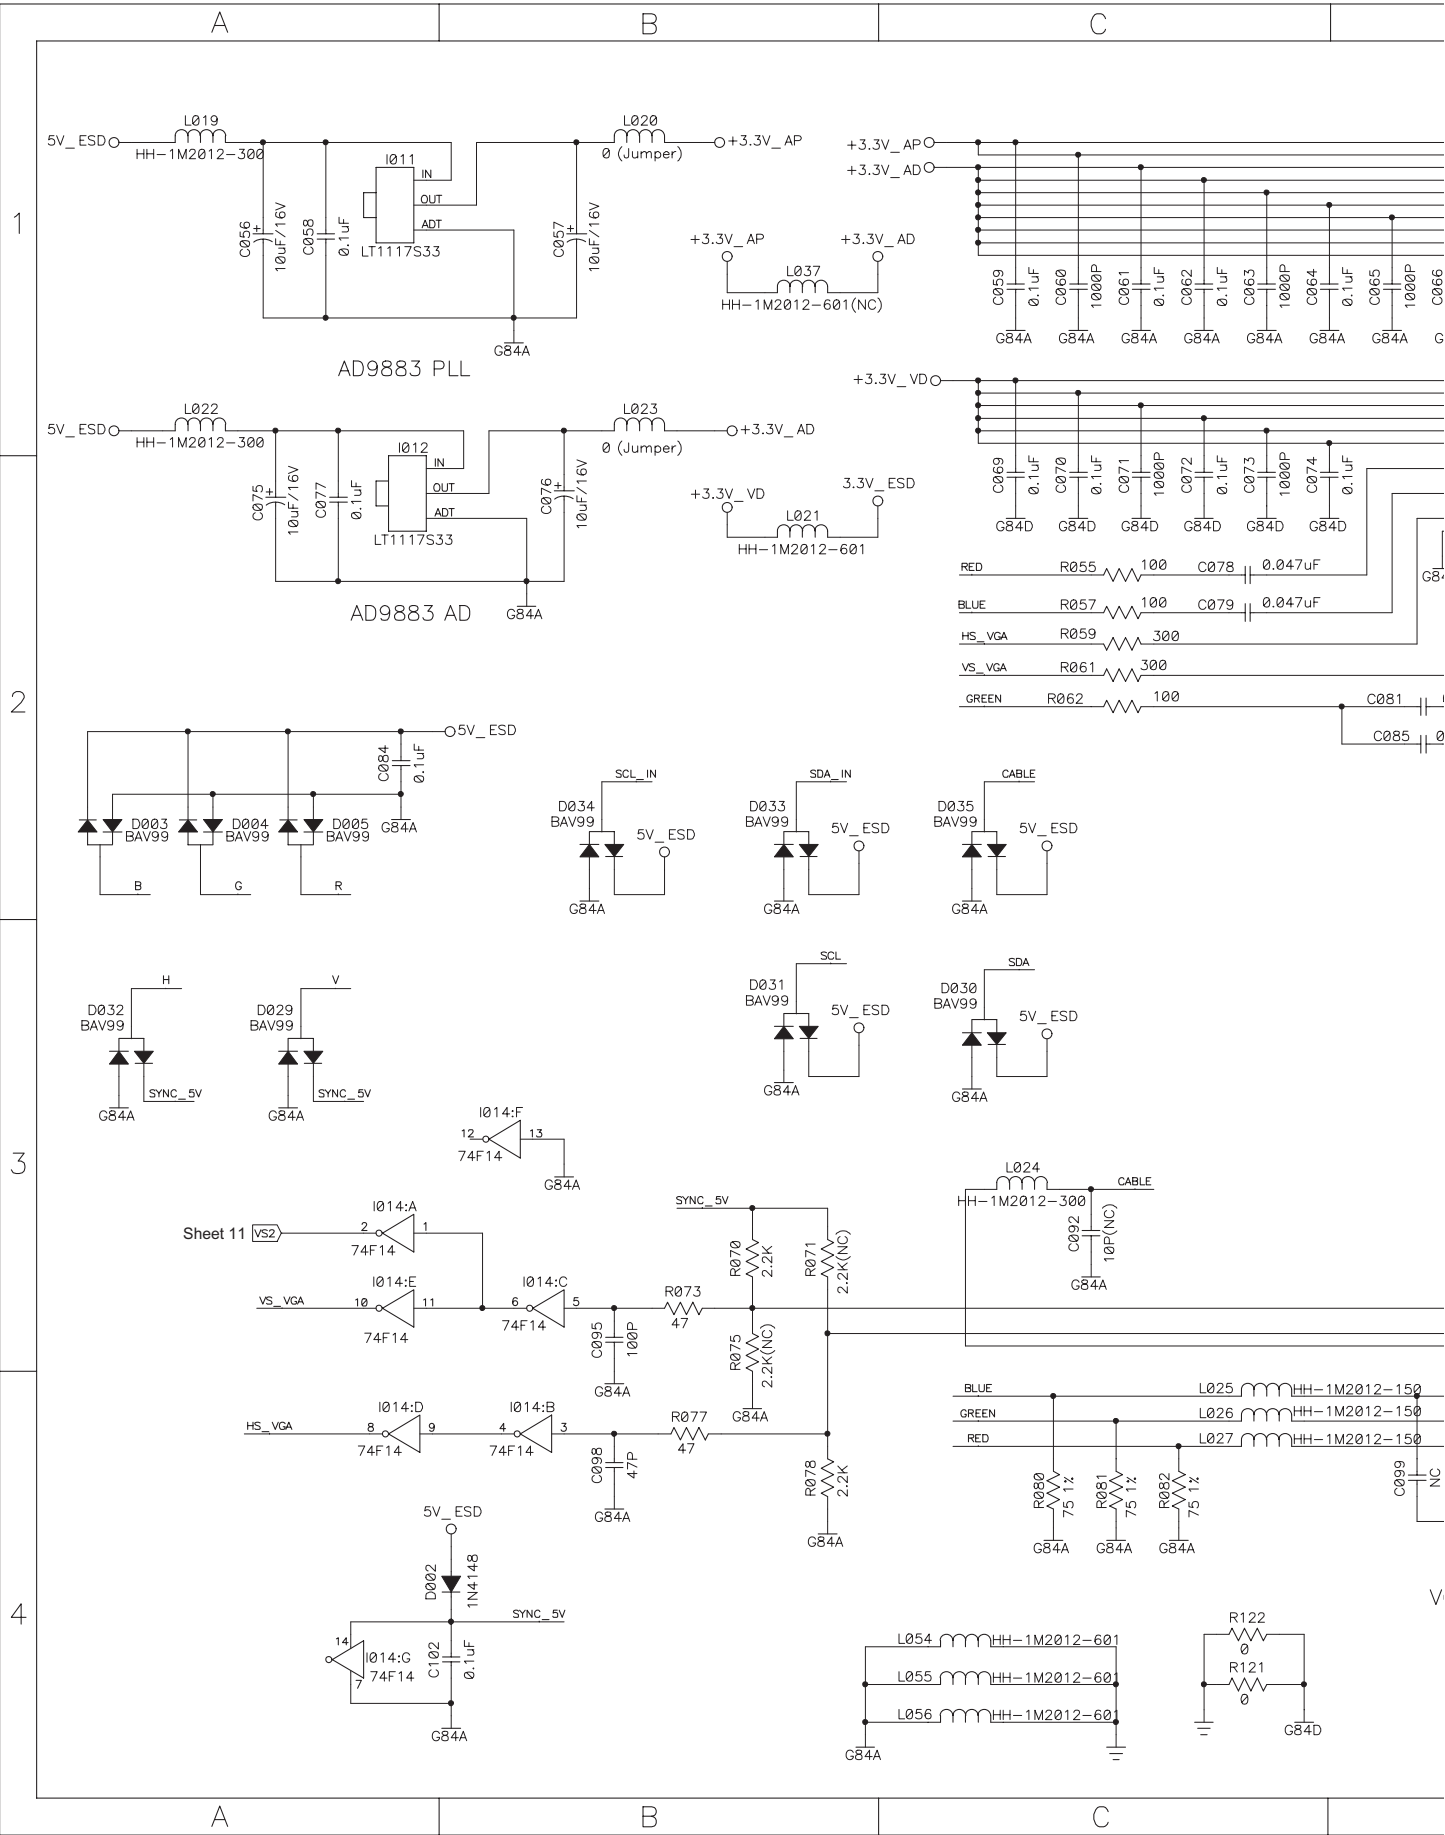 A
B
C
1
5V_ESD
L019
HH-1M2012-300
C056
10uF/16V
C058
0.1uF
I011
IN
OUT
ADT
LT1117S33
C057
10uF/16V
L020
0 (Jumper)
+3.3V_AP
G84A
AD9883 PLL
+3.3V_AP
+3.3V_AD
L037
HH-1M2012-601(NC)
+3.3V_AP
+3.3V_AD
C059
0.1uF
C060
1000P
C061
0.1uF
C062
0.1uF
C063
1000P
C064
0.1uF
C065
1000P
C066
G84A
G84A
G84A
G84A
G84A
G84A
G84A
+3.3V_VD
5V_ESD
L022
HH-1M2012-300
C075
10uF/16V
C077
0.1uF
I012
IN
OUT
ADT
LT1117S33
C076
10uF/16V
L023
0 (Jumper)
+3.3V_AD
G84A
AD9883 AD
+3.3V_VD
3.3V_ESD
L021
HH-1M2012-601
C069
0.1uF
C070
0.1uF
C071
1000P
C072
0.1uF
C073
1000P
C074
0.1uF
G84D
G84D
G84D
G84D
G84D
G84D
RED
R055
100
C078
0.047uF
BLUE
R057
100
C079
0.047uF
HS_VGA
R059
300
VS_VGA
R061
300
GREEN
R062
100
C081
C085
2
5V_ESD
C084
0.1uF
D003
BAV99
D004
BAV99
D005
BAV99
G84A
B
G
R
SCL_IN
D034
BAV99
5V_ESD
G84A
SDA_IN
D033
BAV99
5V_ESD
G84A
CABLE
D035
BAV99
5V_ESD
G84A
H
D032
BAV99
SYNC_5V
G84A
V
D029
BAV99
SYNC_5V
G84A
SCL
D031
BAV99
5V_ESD
G84A
SDA
D030
BAV99
5V_ESD
G84A
3
I014:F
12
13
74F14
G84A
Sheet 11
VS2
I014:A
2
1
74F14
VS_VGA
I014:E
10
11
74F14
I014:C
6
5
74F14
C095
100P
G84A
R073
47
SYNC_5V
R070
2.2K
R071
2.2K(NC)
R075
2.2K(NC)
G84A
L024
HH-1M2012-300
CABLE
C092
10P(NC)
G84A
HS_VGA
I014:D
8
9
74F14
I014:B
4
3
74F14
C098
47P
G84A
R077
47
R078
2.2K
G84A
BLUE
L025
HH-1M2012-150
GREEN
L026
HH-1M2012-150
RED
L027
HH-1M2012-150
R080
75 1%
R081
75 1%
R082
75 1%
C099
NC
G84A
G84A
G84A
4
5V_ESD
D002
1N4148
SYNC_5V
14
I014:G
7
74F14
C102
0.1uF
G84A
L054
HH-1M2012-601
L055
HH-1M2012-601
L056
HH-1M2012-601
G84A
R122
0
R121
0
G84D
A
B
C